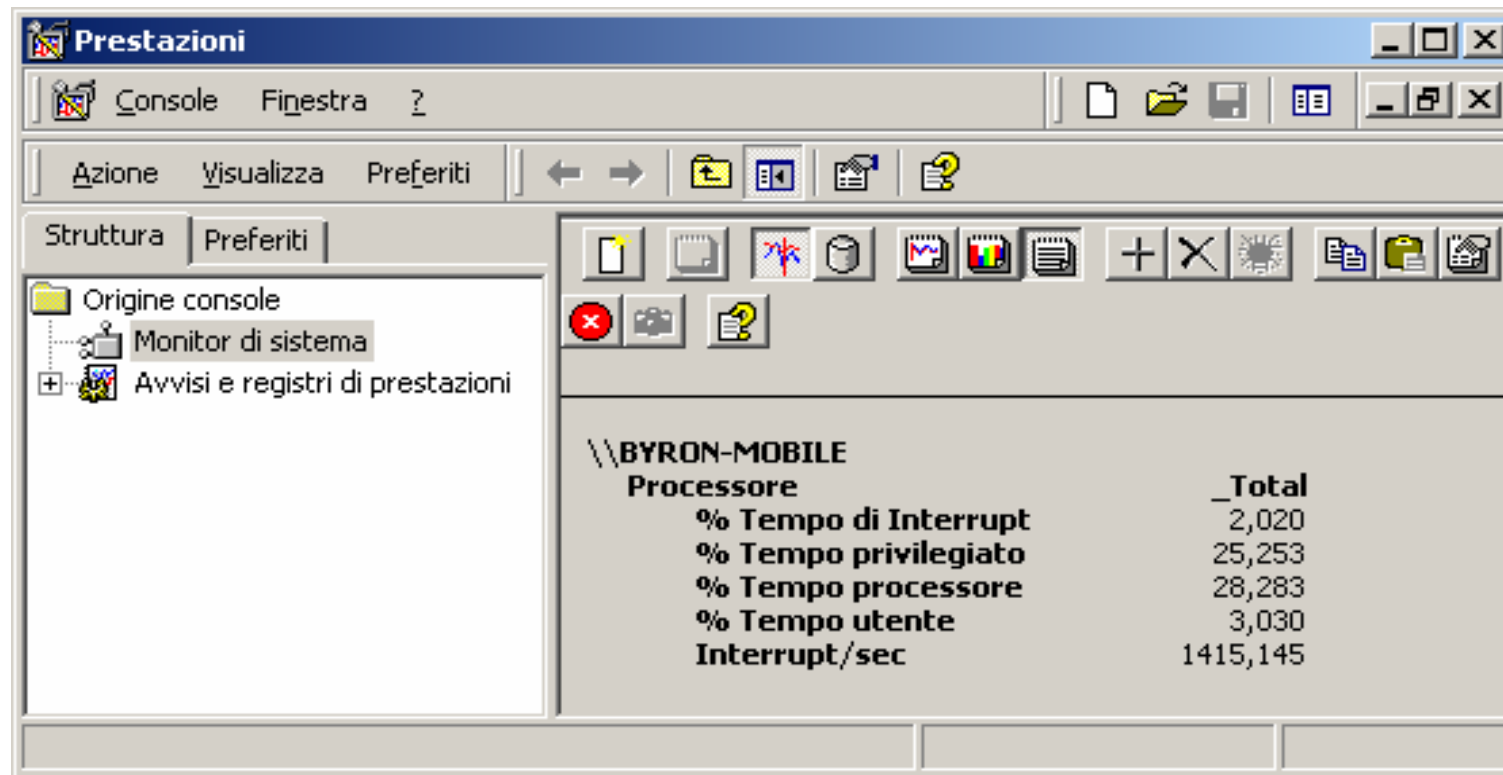 Prestazioni
Console Finestra ?
Azione Visualizza Preferiti
Struttura Preferiti
Origine console
Monitor di sistema
Avvisi e registri di prestazioni
\\BYRON-MOBILE
Processore _Total
% Tempo di Interrupt 2,020
% Tempo privilegiato 25,253
% Tempo processore 28,283
% Tempo utente 3,030
Interrupt/sec 1415,145